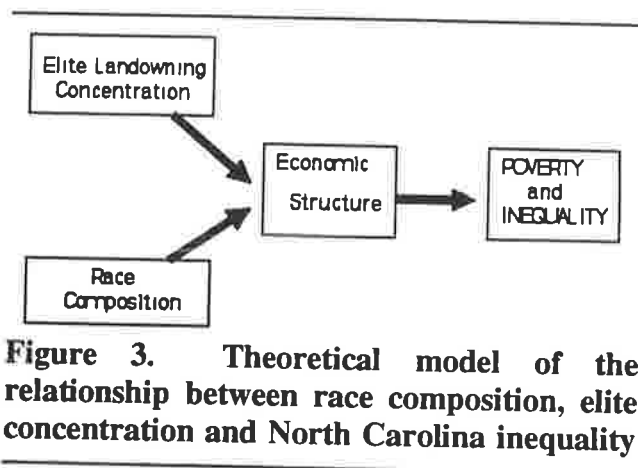 Elite Landowning
Concentration
Economic
Structure
POVERTY
and
INEQUALITY
Race
Composition
Figure 3. Theoretical model of the
relationship between race composition, elite
concentration and North Carolina inequality